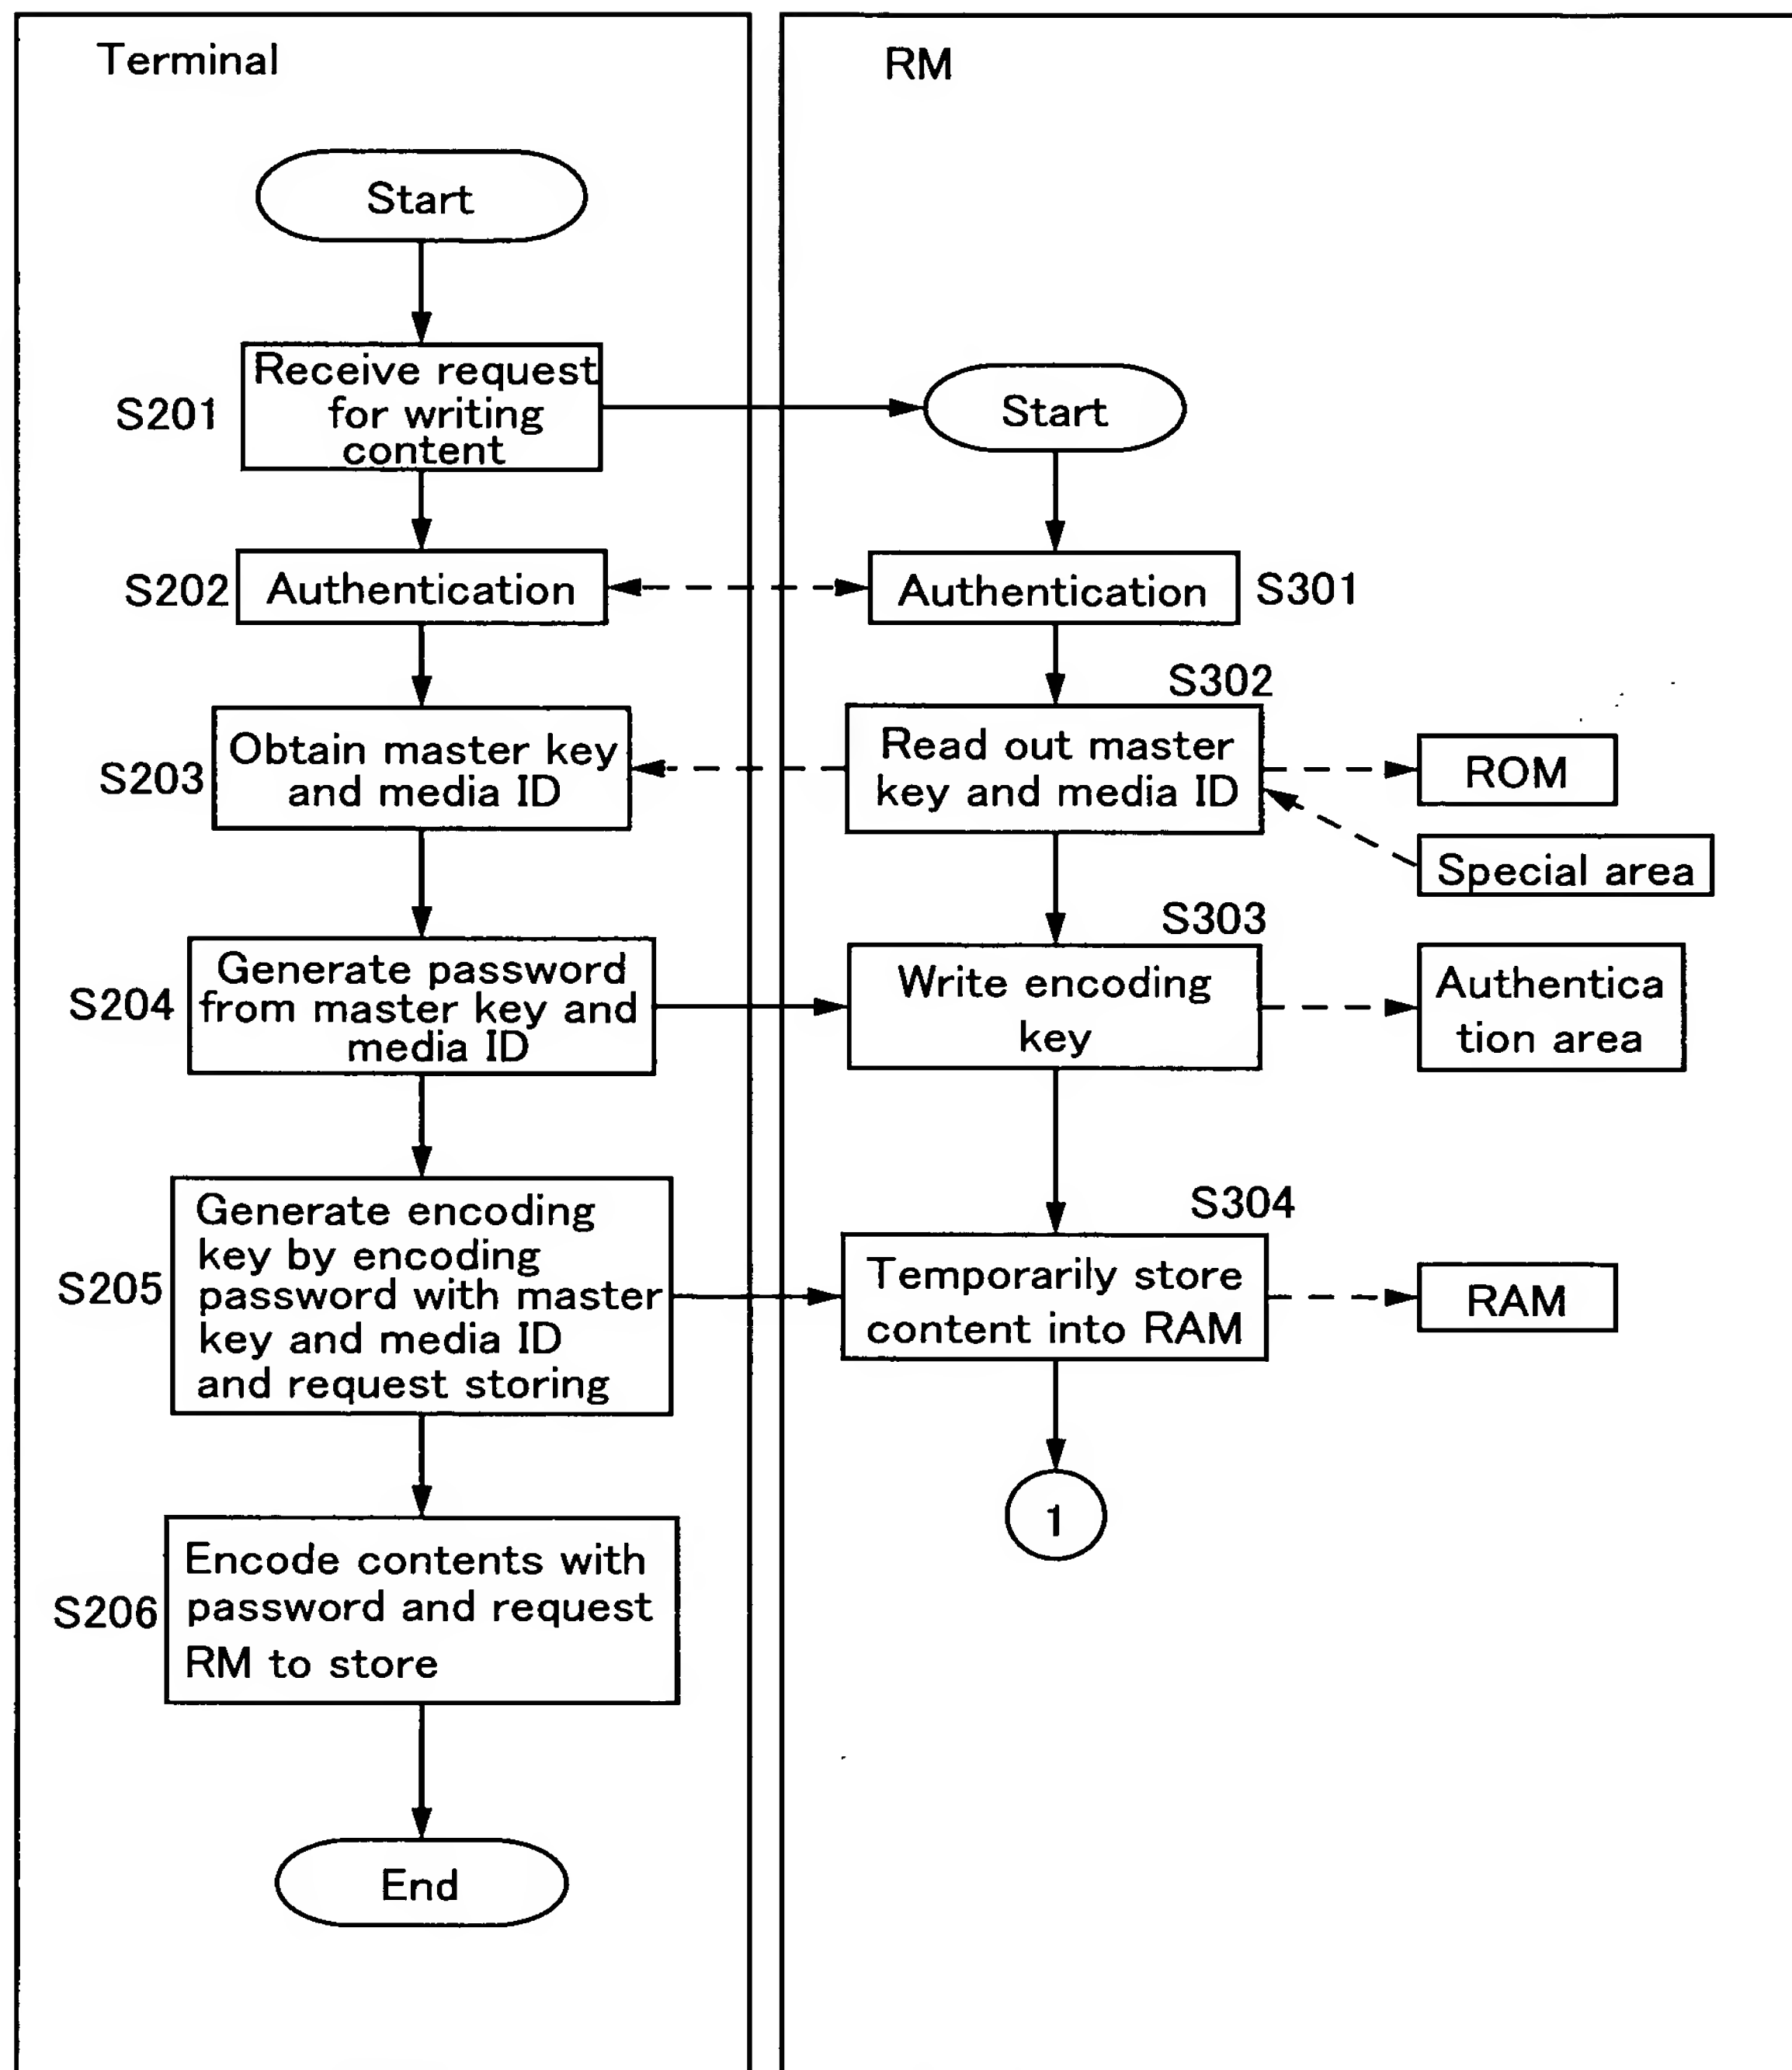 Terminal
RM
Start
S201
Receive request
for writing
content
Start
S202
Authentication
Authentication
S301
S302
S203
Obtain master key
and media ID
Read out master
key and media ID
ROM
Special area
S303
S204
Generate password
from master key and
media ID
Write encoding
key
Authentica
tion area
S304
S205
Generate encoding
key by encoding
password with master
key and media ID
and request storing
Temporarily store
content into RAM
RAM
1
S206
Encode contents with
password and request
RM to store
End